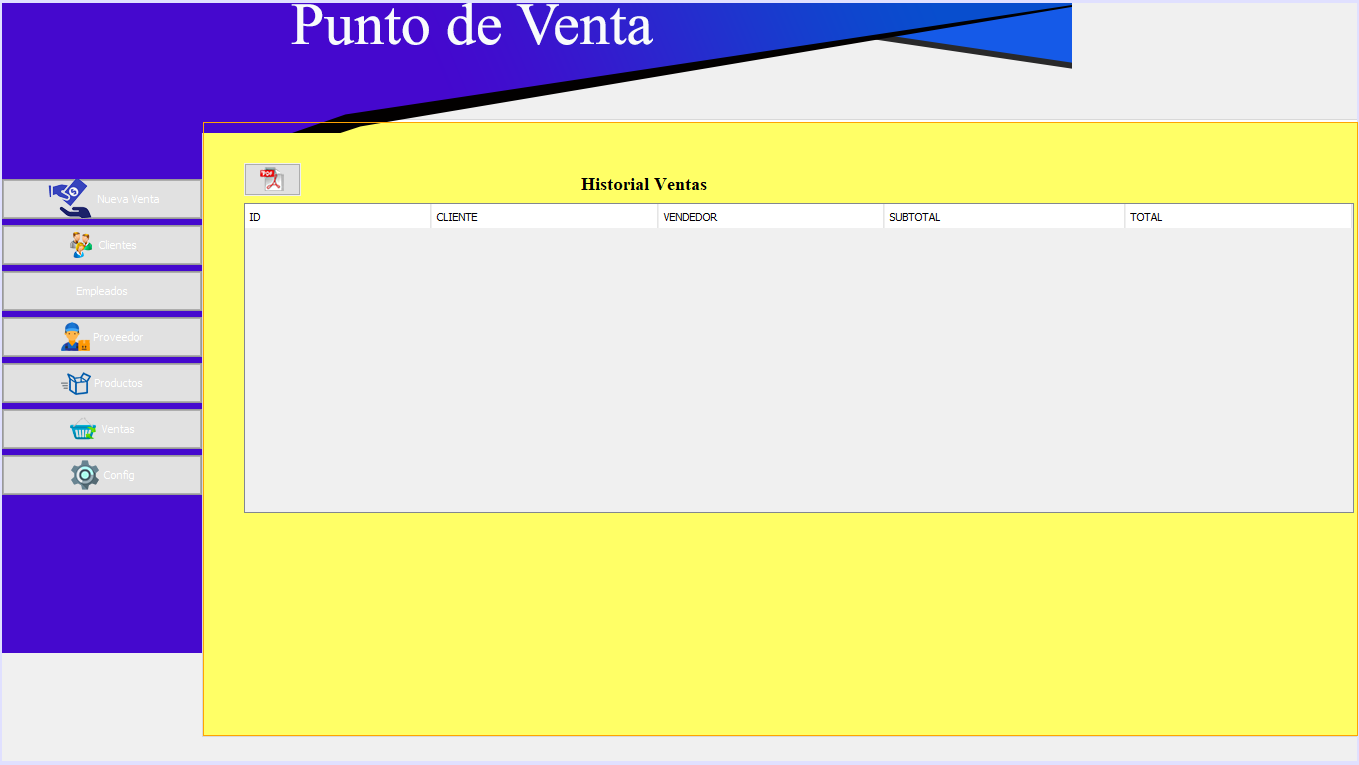 Punto de Venta
Nueva Venta
Clientes
Empleados
Proveedor
Productos
Ventas
Config
PDF
Historial Ventas
ID CLIENTE VENDEDOR SUBTOTAL TOTAL